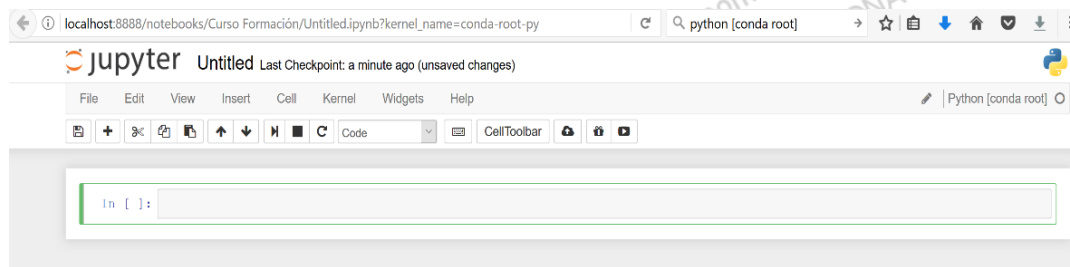 localhost:8888/notebooks/Curso Formación/Untitled.ipynb?kernel_name=conda-root-py python [conda root]
jupyter Untitled Last Checkpoint: a minute ago (unsaved changes)
File Edit View Insert Cell Kernel Widgets Help Python [conda root]
Code CellToolbar
In [ ]: